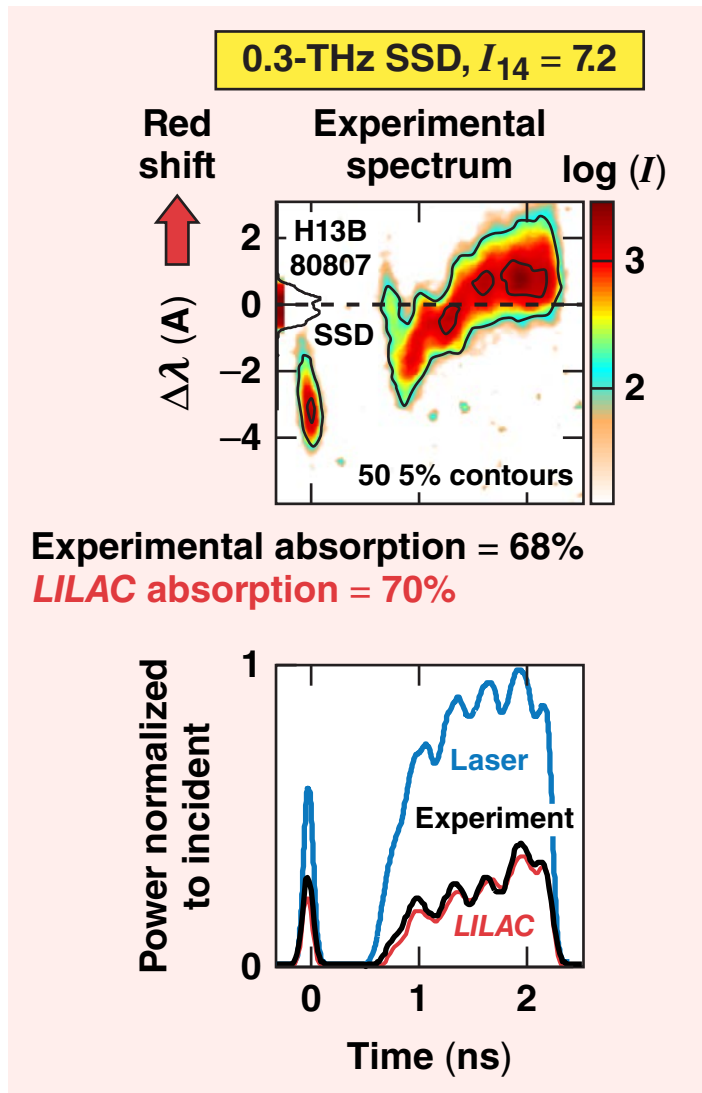 0.3-THz SSD, I14 = 7.2
Red
shift
Experimental
spectrum
log (I)
Δλ (A)
2
0
–2
–4
H13B
80807
SSD
50 5% contours
3
2
Experimental absorption = 68%
LILAC absorption = 70%
Power normalized
to incident
1
0
Laser
Experiment
LILAC
0
1
2
Time (ns)